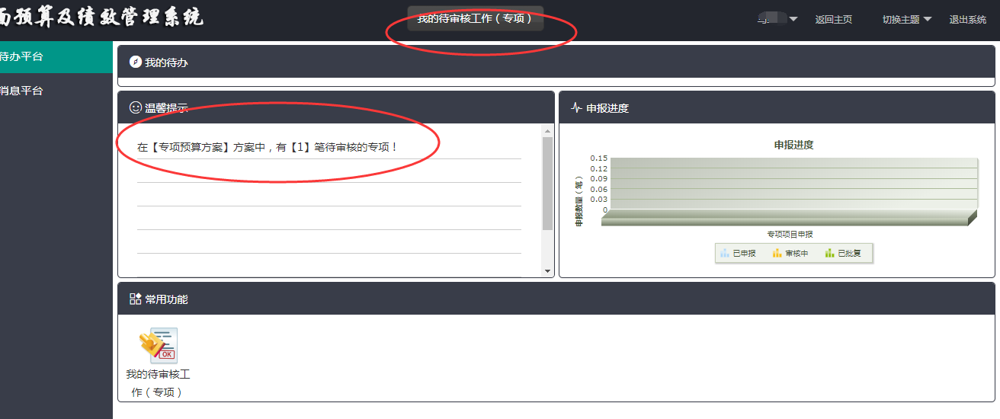 面预算及绩效管理系统
我的待审核工作（专项）
返回主页
切换主题
退出系统
待办平台
消息平台
我的待办
温馨提示
在【专项预算方案】方案中，有【1】笔待审核的专项！
申报进度
申报进度
申报数量（笔）
0.15
0.12
0.09
0.06
0.03
0
专项项目申报
已申报
审核中
已批复
常用功能
OK
我的待审核工
作（专项）